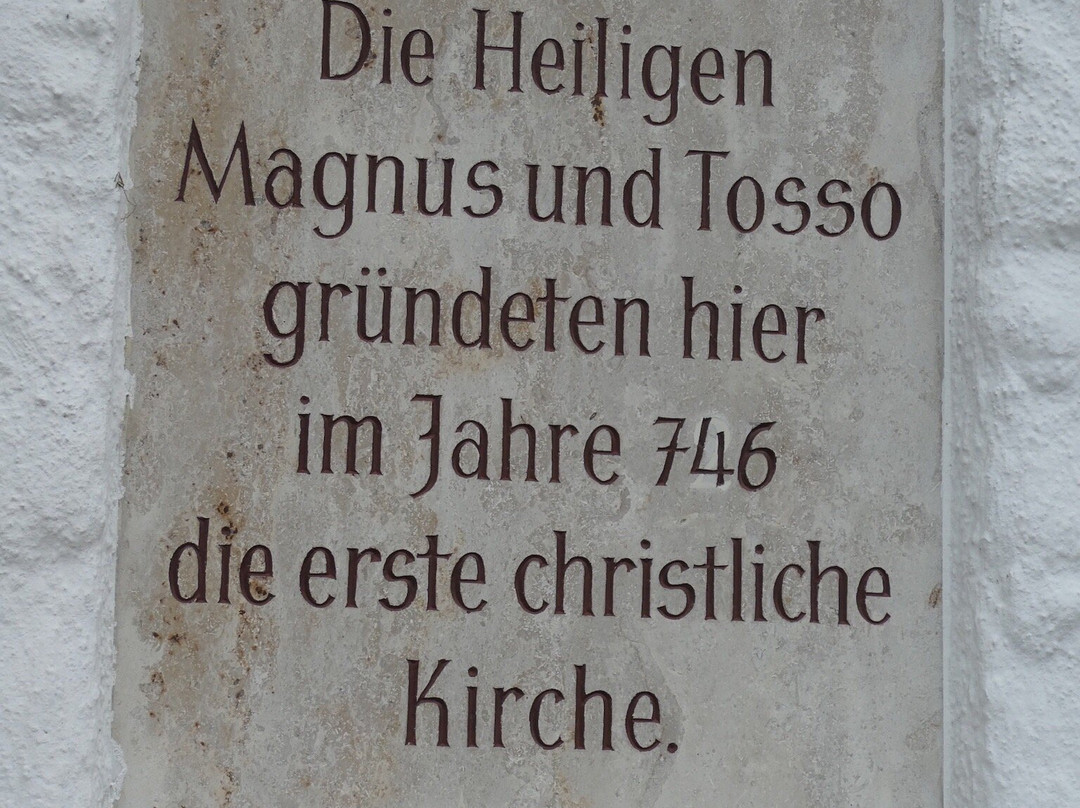 Die Heiligen
Magnus und Tosso
gründeten hier
im Jahre 746
die erste christliche
Kirche.